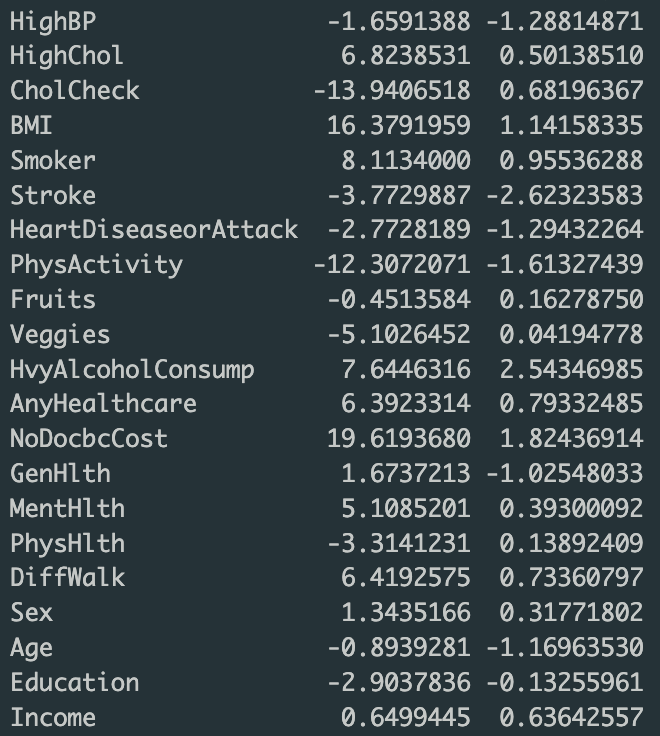 HighBP -1.6591388 -1.28814871
HighChol 6.8238531 0.50138510
CholCheck -13.9406518 0.68196367
BMI 16.3791959 1.14158335
Smoker 8.1134000 0.95536288
Stroke -3.7729887 -2.62323583
HeartDiseaseorAttack -2.7728189 -1.29432264
PhysActivity -12.3072071 -1.61327439
Fruits -0.4513584 0.16278750
Veggies -5.1026452 0.04194778
HvyAlcoholConsump 7.6446316 2.54346985
AnyHealthcare 6.3923314 0.79332485
NoDocbcCost 19.6193680 1.82436914
GenHlth 1.6737213 -1.02548033
MentHlth 5.1085201 0.39300092
PhysHlth -3.3141231 0.13892409
DiffWalk 6.4192575 0.73360797
Sex 1.3435166 0.31771802
Age -0.8939281 -1.16963530
Education -2.9037836 -0.13255961
Income 0.6499445 0.63642557